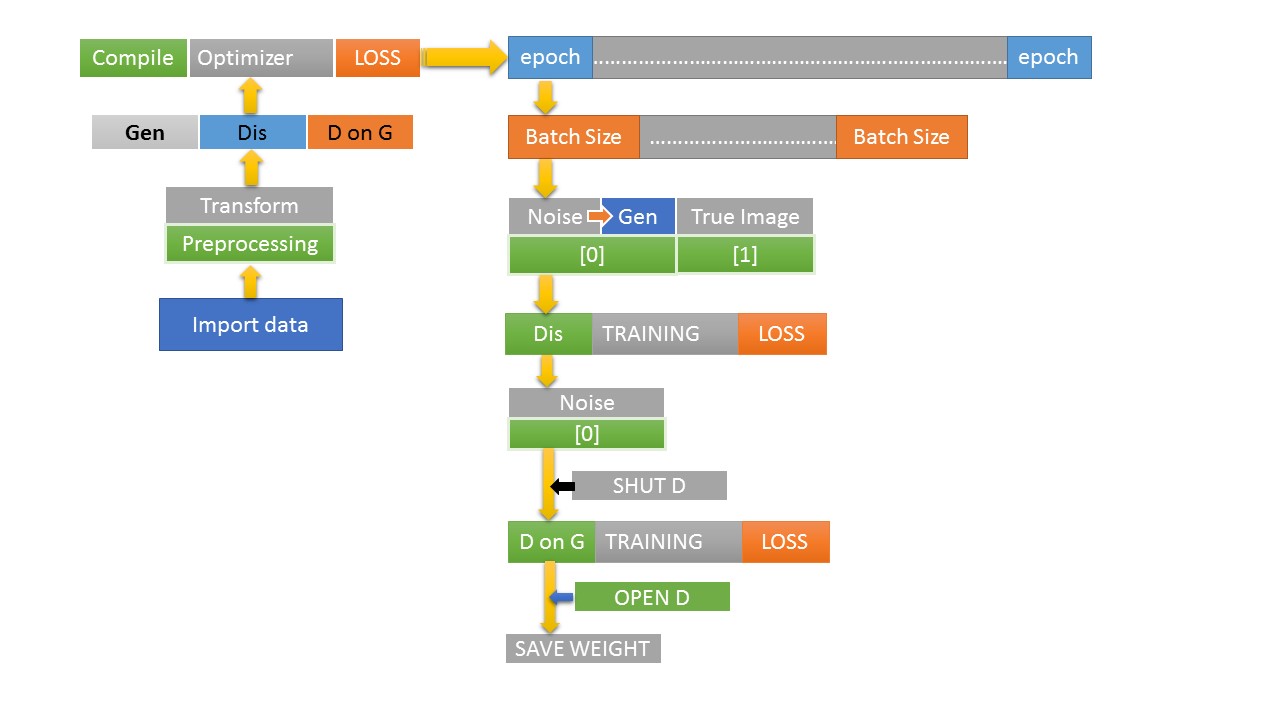 Compile Optimizer LOSS
Gen Dis D on G
Transform
Preprocessing
Import data
epoch ........................................................................ epoch
Batch Size ................................. Batch Size
Noise Gen True Image
[0] [1]
Dis TRAINING LOSS
Noise
[0]
SHUT D
D on G TRAINING LOSS
OPEN D
SAVE WEIGHT